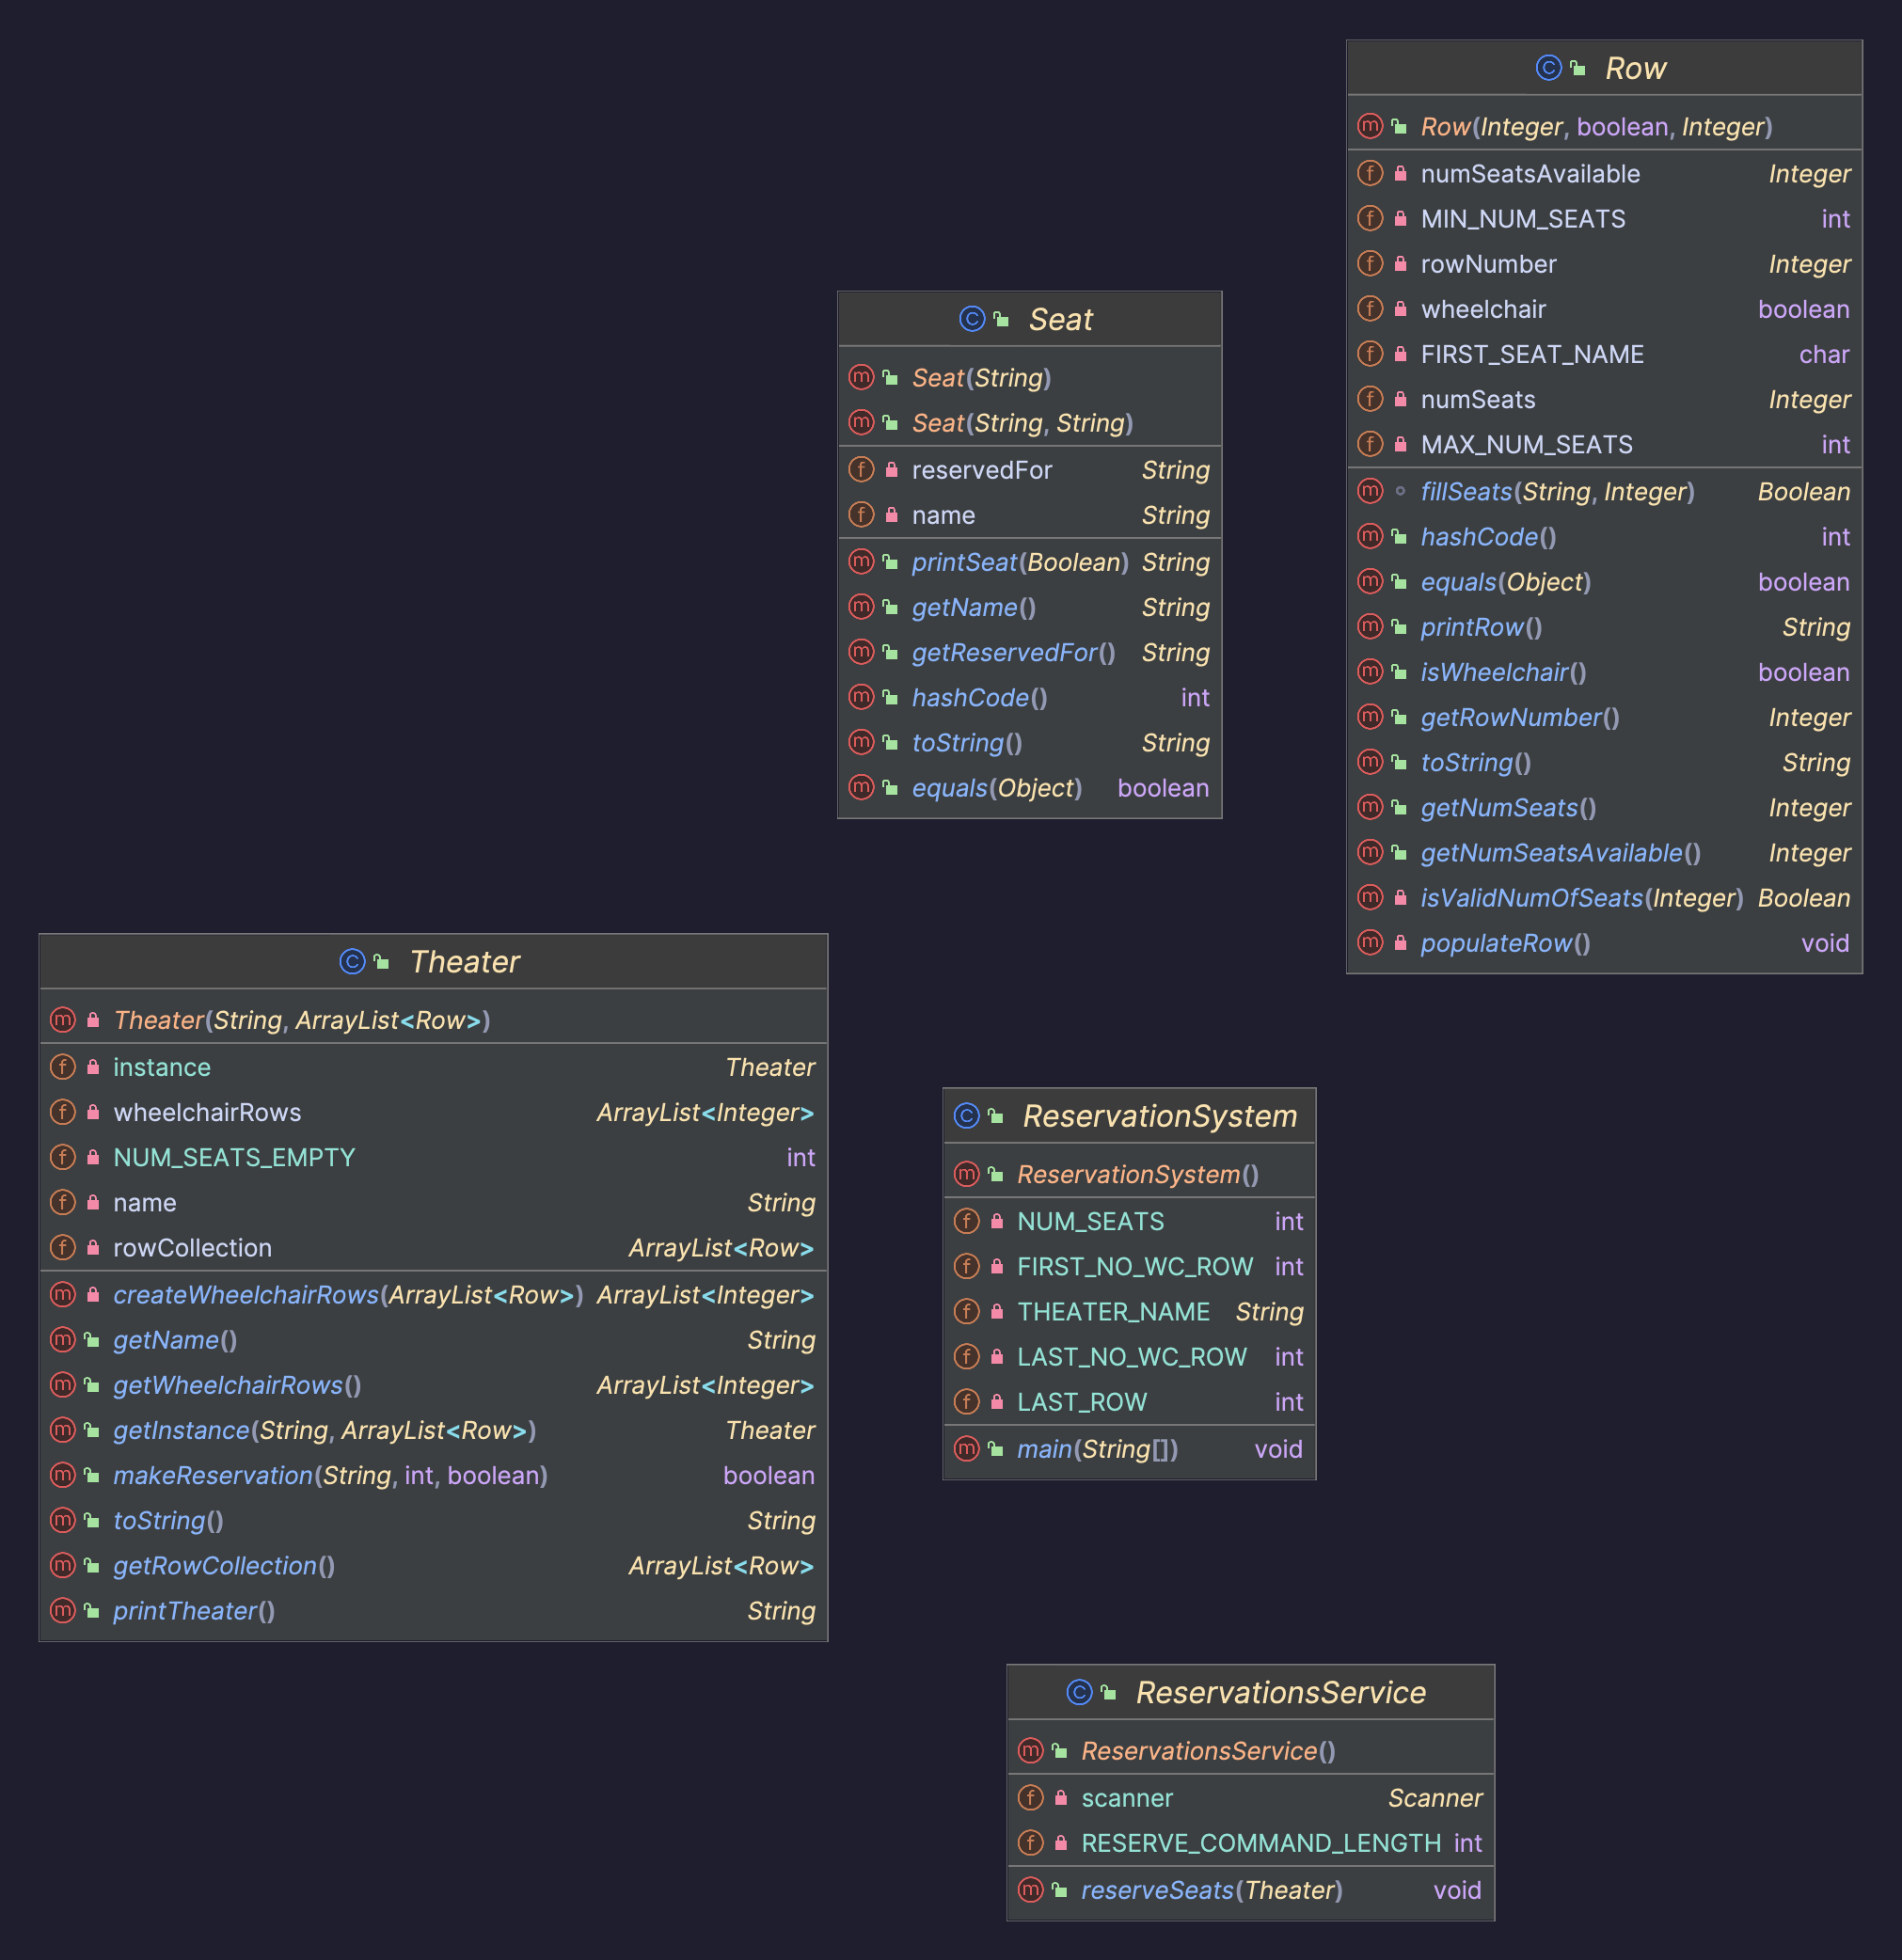 Row
Row(Integer, boolean, Integer)
numSeatsAvailable Integer
MIN_NUM_SEATS int
rowNumber Integer
wheelchair boolean
FIRST_SEAT_NAME char
numSeats Integer
MAX_NUM_SEATS int
fillSeats(String, Integer) Boolean
hashCode() int
equals(Object) boolean
printRow() String
isWheelchair() boolean
getRowNumber() Integer
toString() String
getNumSeats() Integer
getNumSeatsAvailable() Integer
isValidNumOfSeats(Integer) Boolean
populateRow() void
Seat
Seat(String)
Seat(String, String)
reservedFor String
name String
printSeat(Boolean) String
getName() String
getReservedFor() String
hashCode() int
toString() String
equals(Object) boolean
Theater
Theater(String, ArrayList<Row>)
instance Theater
wheelchairRows ArrayList<Integer>
NUM_SEATS_EMPTY int
name String
rowCollection ArrayList<Row>
createWheelchairRows(ArrayList<Row>) ArrayList<Integer>
getName() String
getWheelchairRows() ArrayList<Integer>
getInstance(String, ArrayList<Row>) Theater
makeReservation(String, int, boolean) boolean
toString() String
getRowCollection() ArrayList<Row>
printTheater() String
ReservationSystem
ReservationSystem()
NUM_SEATS int
FIRST_NO_WC_ROW int
THEATER_NAME String
LAST_NO_WC_ROW int
LAST_ROW int
main(String[]) void
ReservationsService
ReservationsService()
scanner Scanner
RESERVE_COMMAND_LENGTH int
reserveSeats(Theater) void